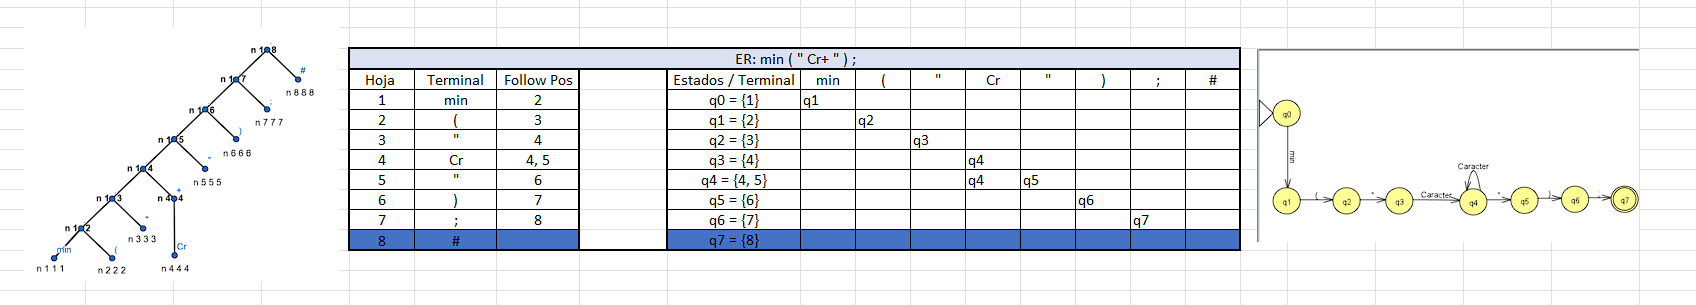 n 1 8
#
n 8 8 8
n 1 7
;
n 7 7 7
n 1 6
)
n 6 6 6
n 1 5
"
n 5 5 5
n 1 4
+
n 4 4
n 1 3
"
n 3 3 3
n 1 2
min
(
Cr
n 1 1 1
n 2 2 2
n 4 4 4
ER: min ( " Cr+ " ) ;
Hoja Terminal Follow Pos Estados / Terminal min ( " Cr " ) ; #
1 min 2 q0 = {1} q1
2 ( 3 q1 = {2} q2
3 " 4 q2 = {3} q3
4 Cr 4, 5 q3 = {4} q4
5 " 6 q4 = {4, 5} q4 q5
6 ) 7 q5 = {6} q6
7 ; 8 q6 = {7} q7
8 # q7 = {8}
q0
min
Caracter
q1 ( q2 " q3 Caracter q4 " q5 ) q6 ; q7